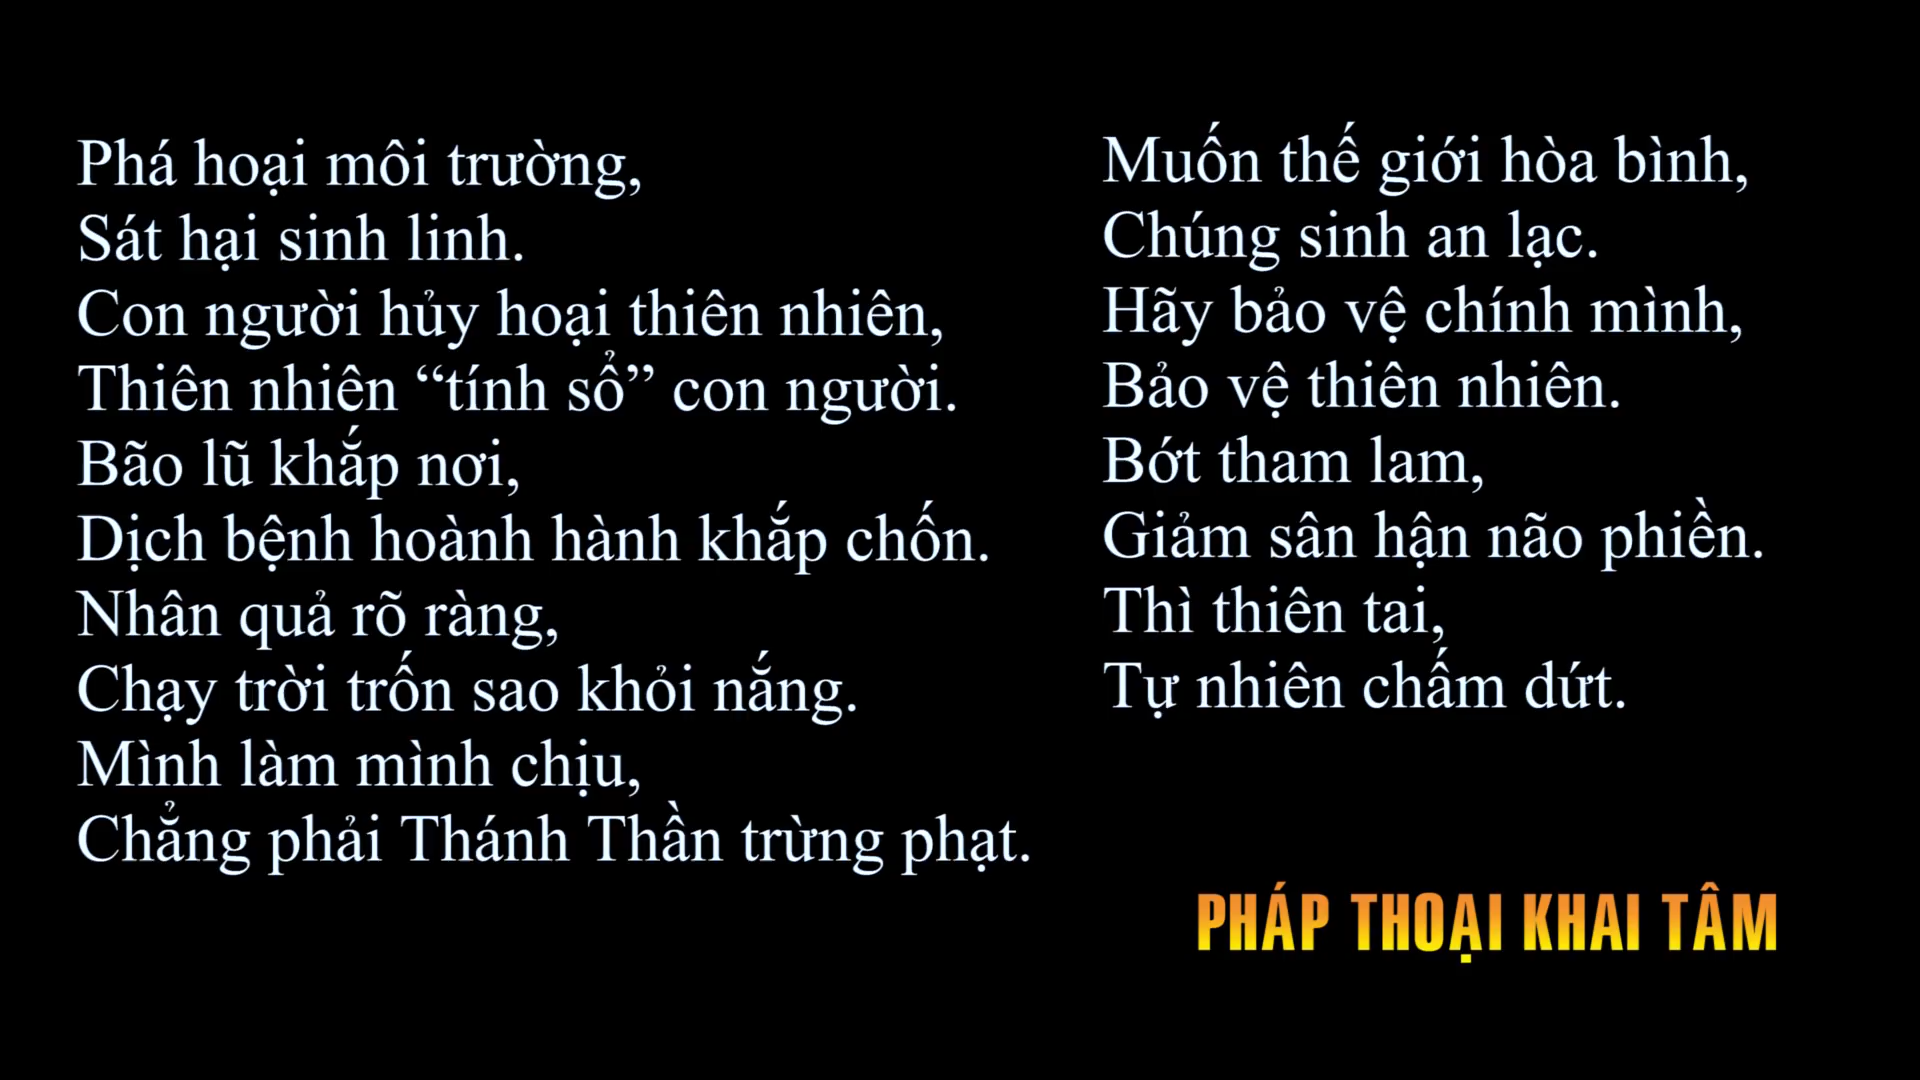 Phá hoại môi trường,
Sát hại sinh linh.
Con người hủy hoại thiên nhiên,
Thiên nhiên “tính sổ” con người.
Bão lũ khắp nơi,
Dịch bệnh hoành hành khắp chốn.
Nhân quả rõ ràng,
Chạy trời trốn sao khỏi nắng.
Mình làm mình chịu,
Chẳng phải Thánh Thần trừng phạt.
Muốn thế giới hòa bình,
Chúng sinh an lạc.
Hãy bảo vệ chính mình,
Bảo vệ thiên nhiên.
Bớt tham lam,
Giảm sân hận não phiền.
Thì thiên tai,
Tự nhiên chấm dứt.
PHÁP THOẠI KHAI TÂM